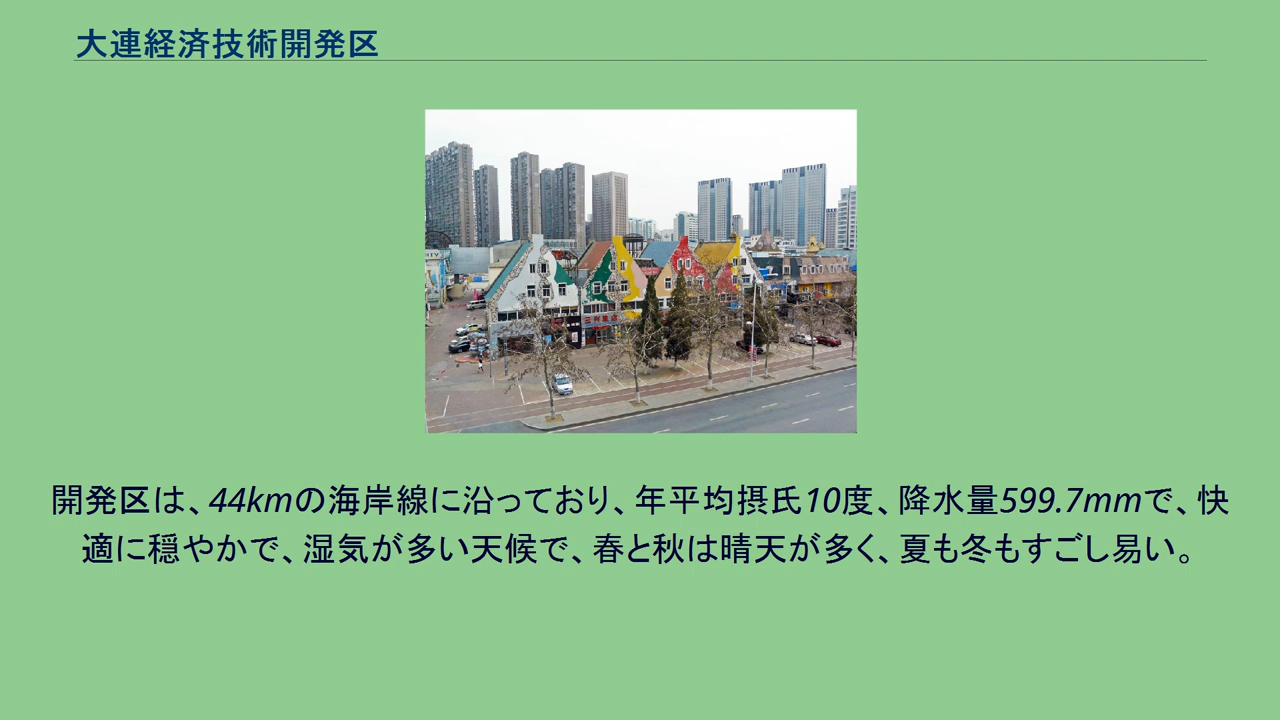 大連経済技術開発区
開発区は、44kmの海岸線に沿っており、年平均摂氏10度、降水量599.7mmで、快
適に穏やかで、湿気が多い天候で、春と秋は晴天が多く、夏も冬もすごし易い。